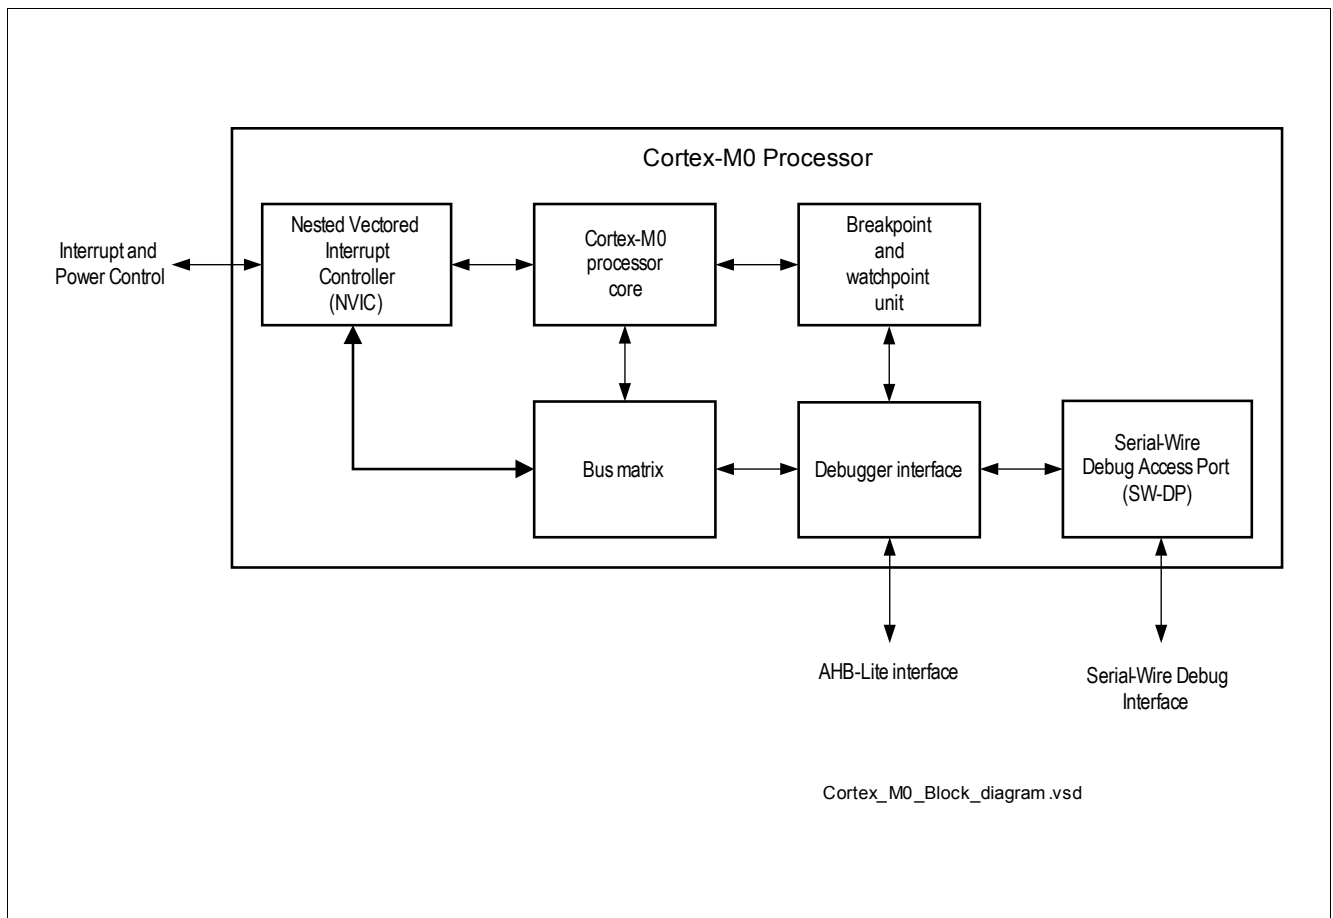 Cortex-M0 Processor
Nested Vectored
Interrupt
Controller
(NVIC)
Cortex-M0
processor
core
Breakpoint
and
watchpoint
unit
Interrupt and
Power Control
Bus matrix
Debugger interface
Serial-Wire
Debug Access Port
(SW-DP)
AHB-Lite interface
Serial-Wire Debug
Interface
Cortex_M0_Block_diagram.vsd